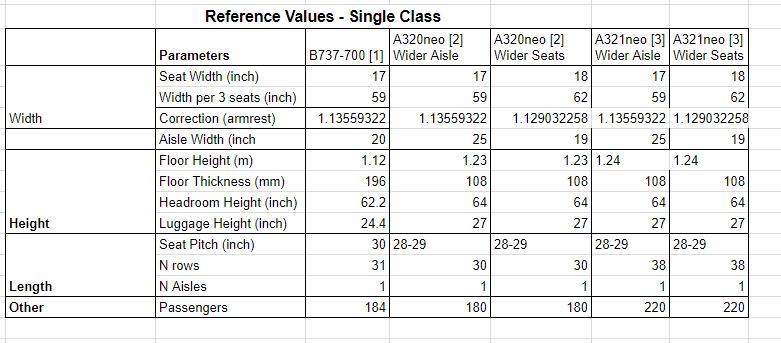 Reference Values - Single Class
A320neo [2] A320neo [2] A321neo [3] A321neo [3]
Parameters B737-700 [1] Wider Aisle Wider Seats Wider Aisle Wider Seats
Seat Width (inch) 17 17 18 17 18
Width per 3 seats (inch) 59 59 62 59 62
Width Correction (armrest) 1.13559322 1.13559322 1.129032258 1.13559322 1.129032258
Aisle Width (inch 20 25 19 25 19
Floor Height (m) 1.12 1.23 1.23 1.24 1.24
Floor Thickness (mm) 196 108 108 108 108
Headroom Height (inch) 62.2 64 64 64 64
Height Luggage Height (inch) 24.4 27 27 27 27
Seat Pitch (inch) 30 28-29 28-29 28-29 28-29
N rows 31 30 30 38 38
Length N Aisles 1 1 1 1 1
Other Passengers 184 180 180 220 220